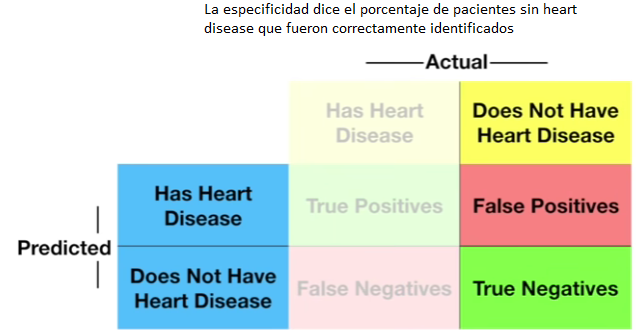 La especificidad dice el porcentaje de pacientes sin heart
disease que fueron correctamente identificados
Actual
Has Heart
Disease
Does Not Have
Heart Disease
Has Heart
Disease
True Positives
False Positives
Predicted
Does Not Have
Heart Disease
False Negatives
True Negatives